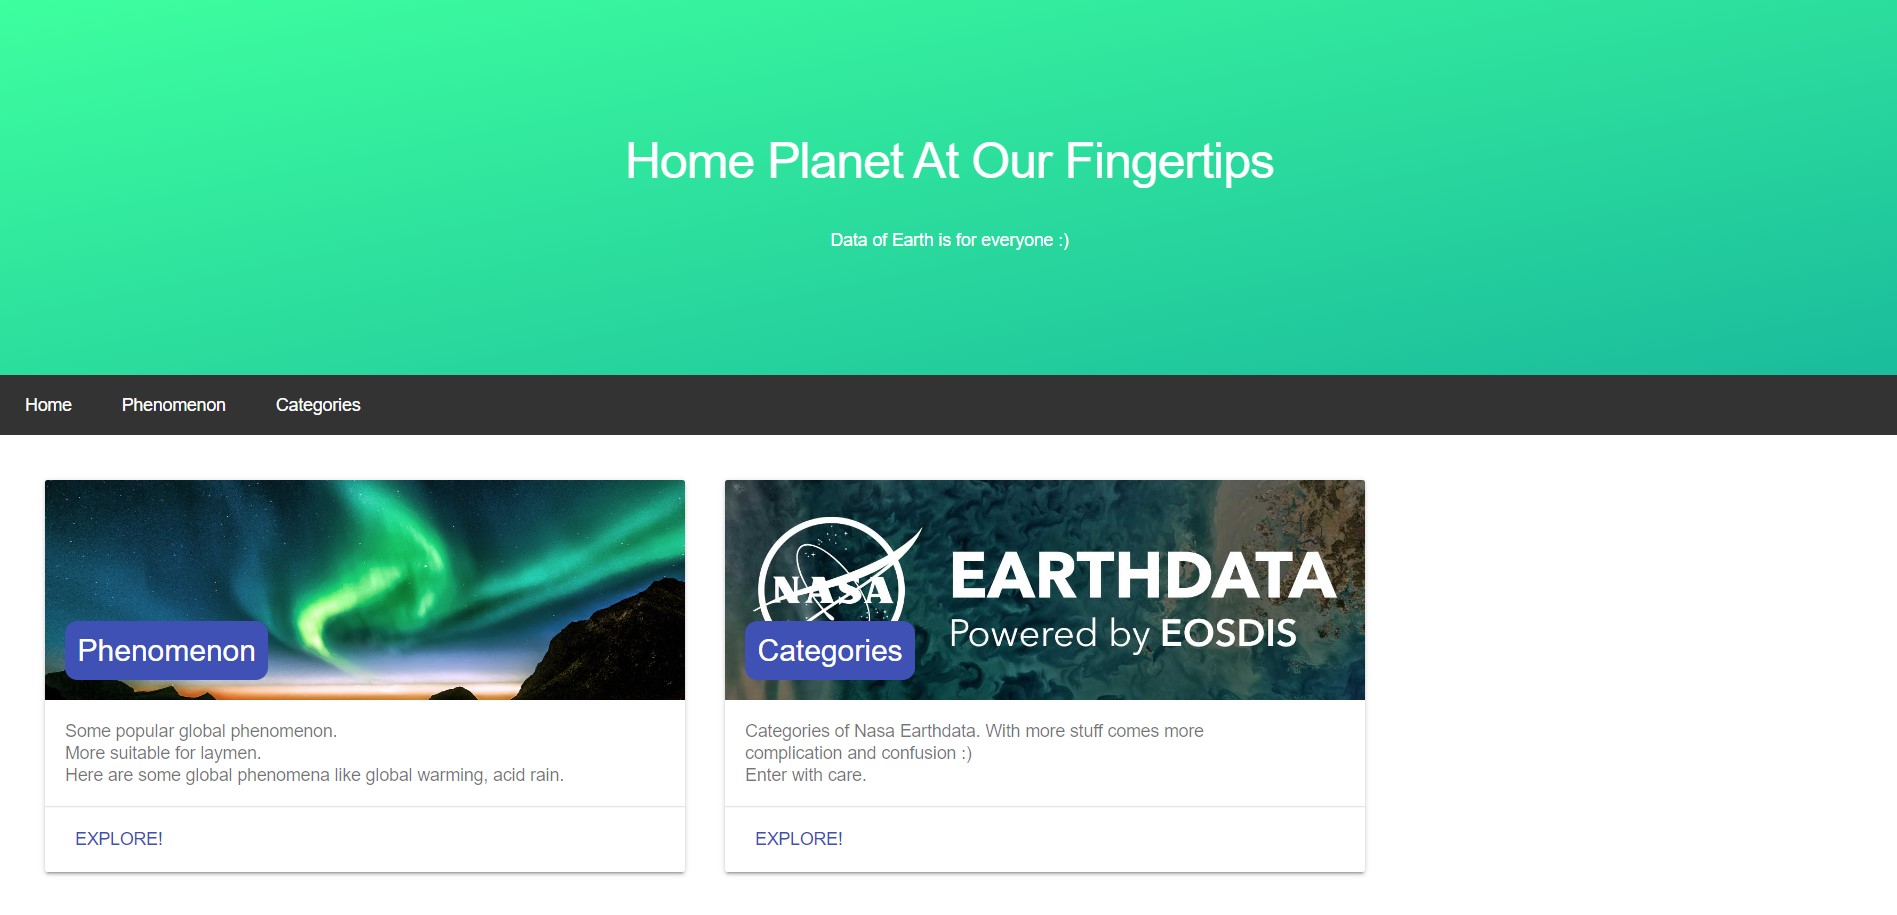 Home Planet At Our Fingertips
Data of Earth is for everyone :)
Home Phenomenon Categories
Phenomenon
Some popular global phenomenon.
More suitable for laymen.
Here are some global phenomena like global warming, acid rain.
EXPLORE!
NASA
EARTHDATA
Powered by EOSDIS
Categories
Categories of Nasa Earthdata. With more stuff comes more
complication and confusion :)
Enter with care.
EXPLORE!